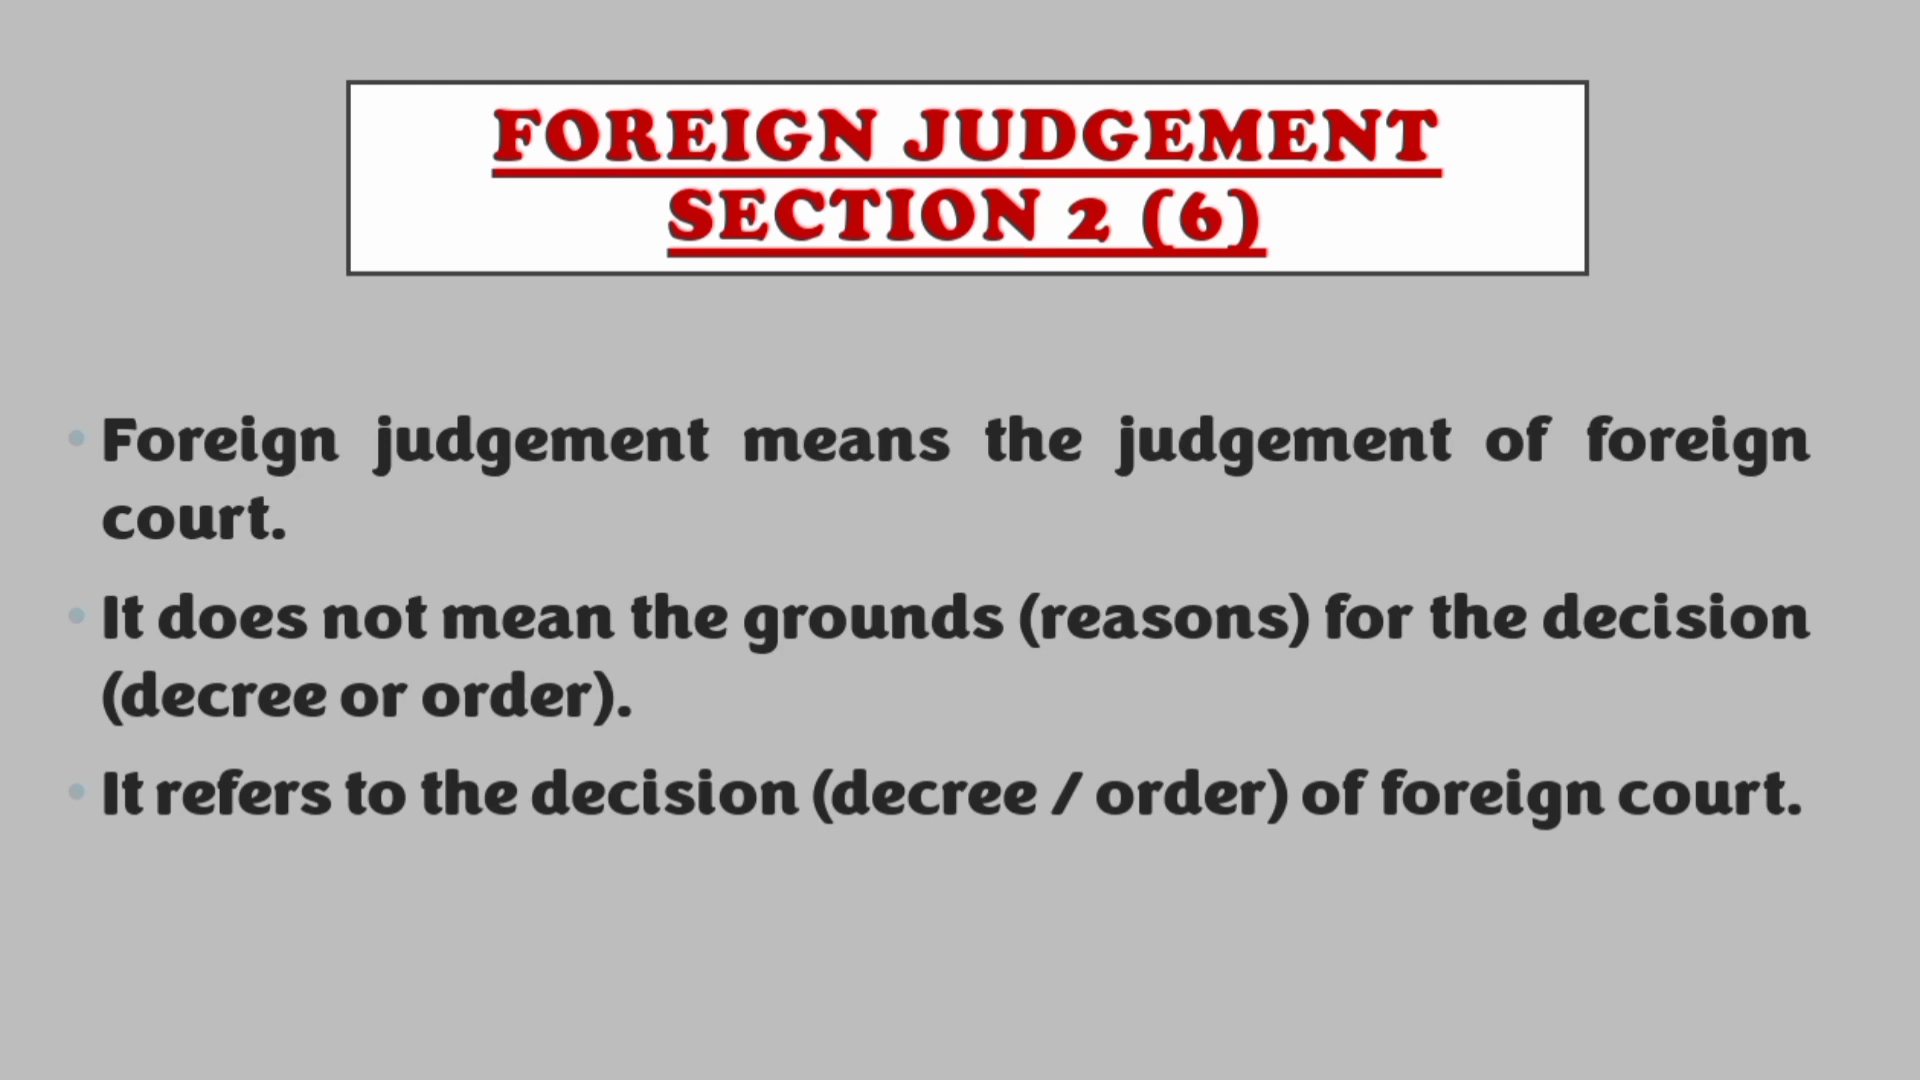 FOREIGN JUDGEMENT
SECTION 2 (6)
• Foreign judgement means the judgement of foreign
court.
• It does not mean the grounds (reasons) for the decision
(decree or order).
• It refers to the decision (decree / order) of foreign court.